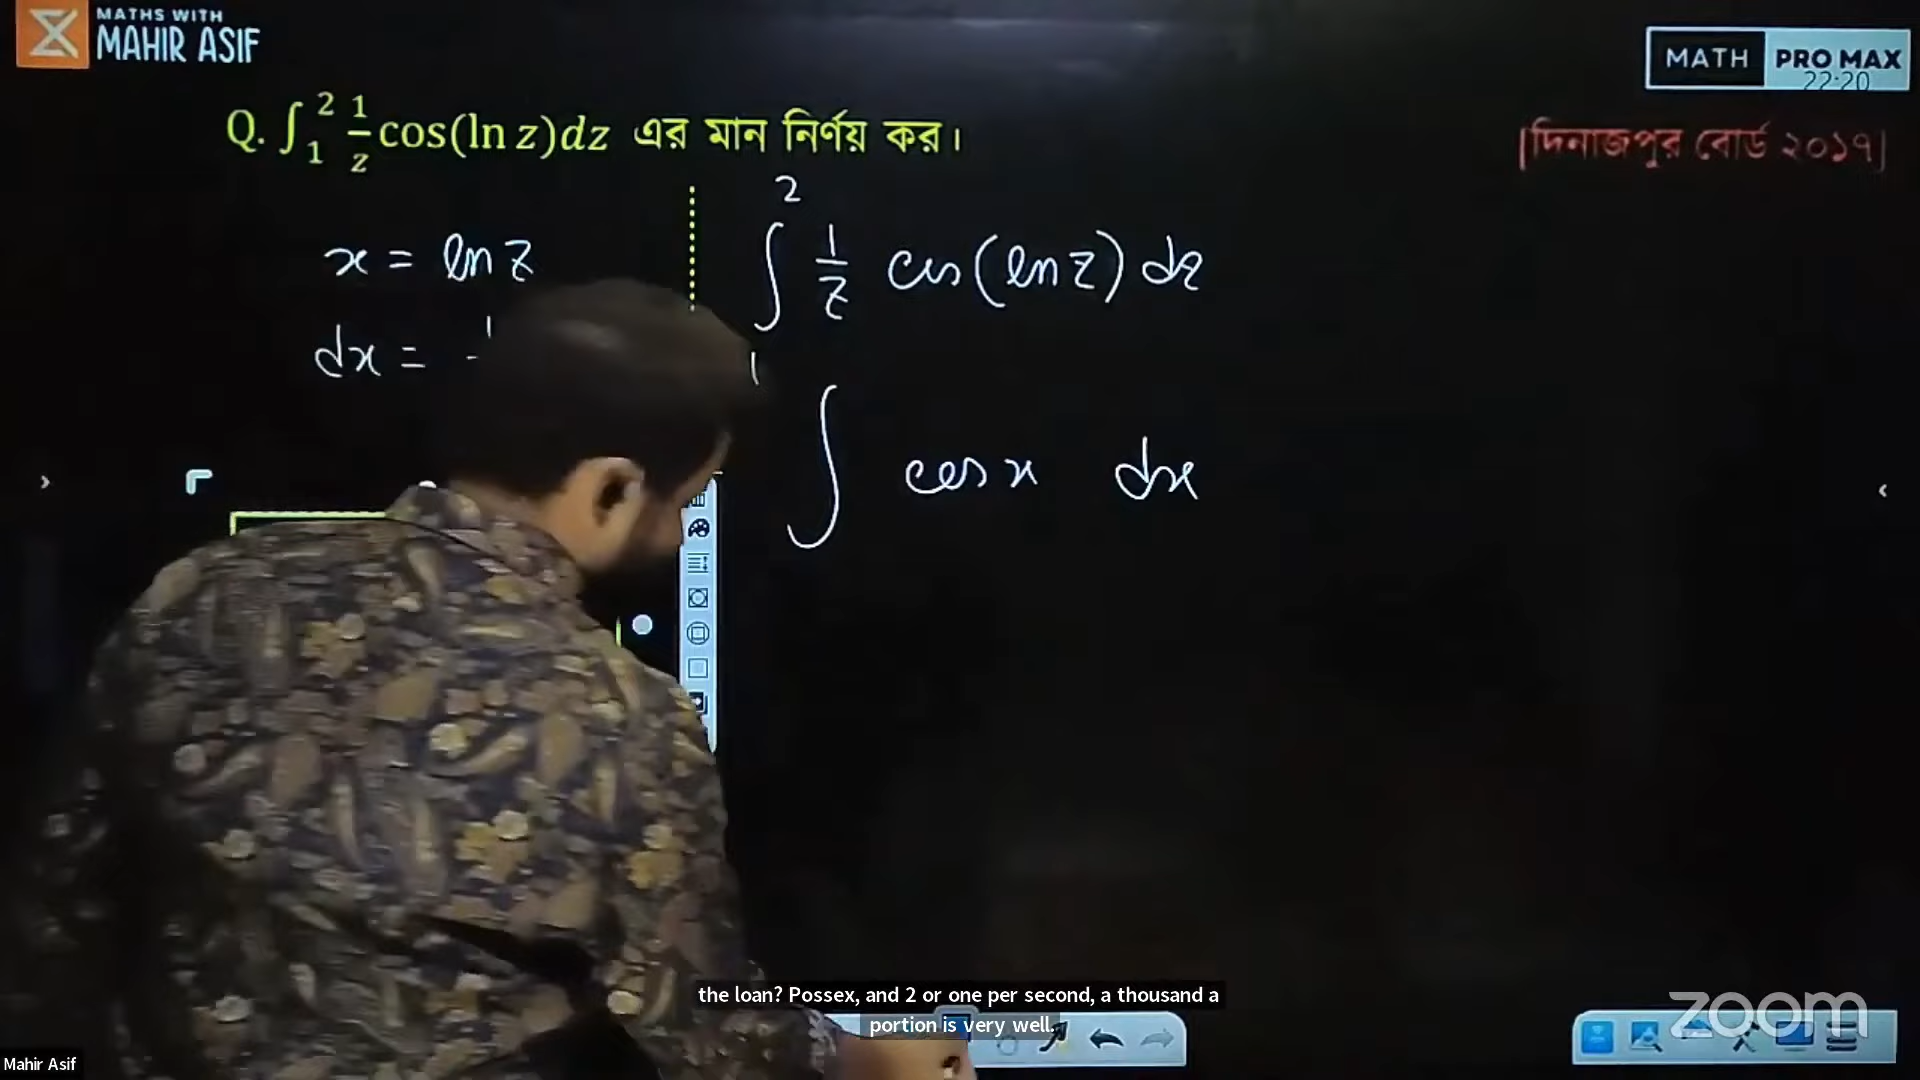 MATHS WITH
MAHIR ASIF
MATH PRO MAX
22:20
Q. ∫₁² 1/z cos(ln z)dz এর মান নির্ণয় কর।
[দিনাজপুর বোর্ড ২০১৭]
x = ln z
dx = 1
∫₁² 1/z cos(ln z) dz
∫ cos x dx
the loan? Possex, and 2 or one per second, a thousand a
portion is very well.
zoom
Mahir Asif